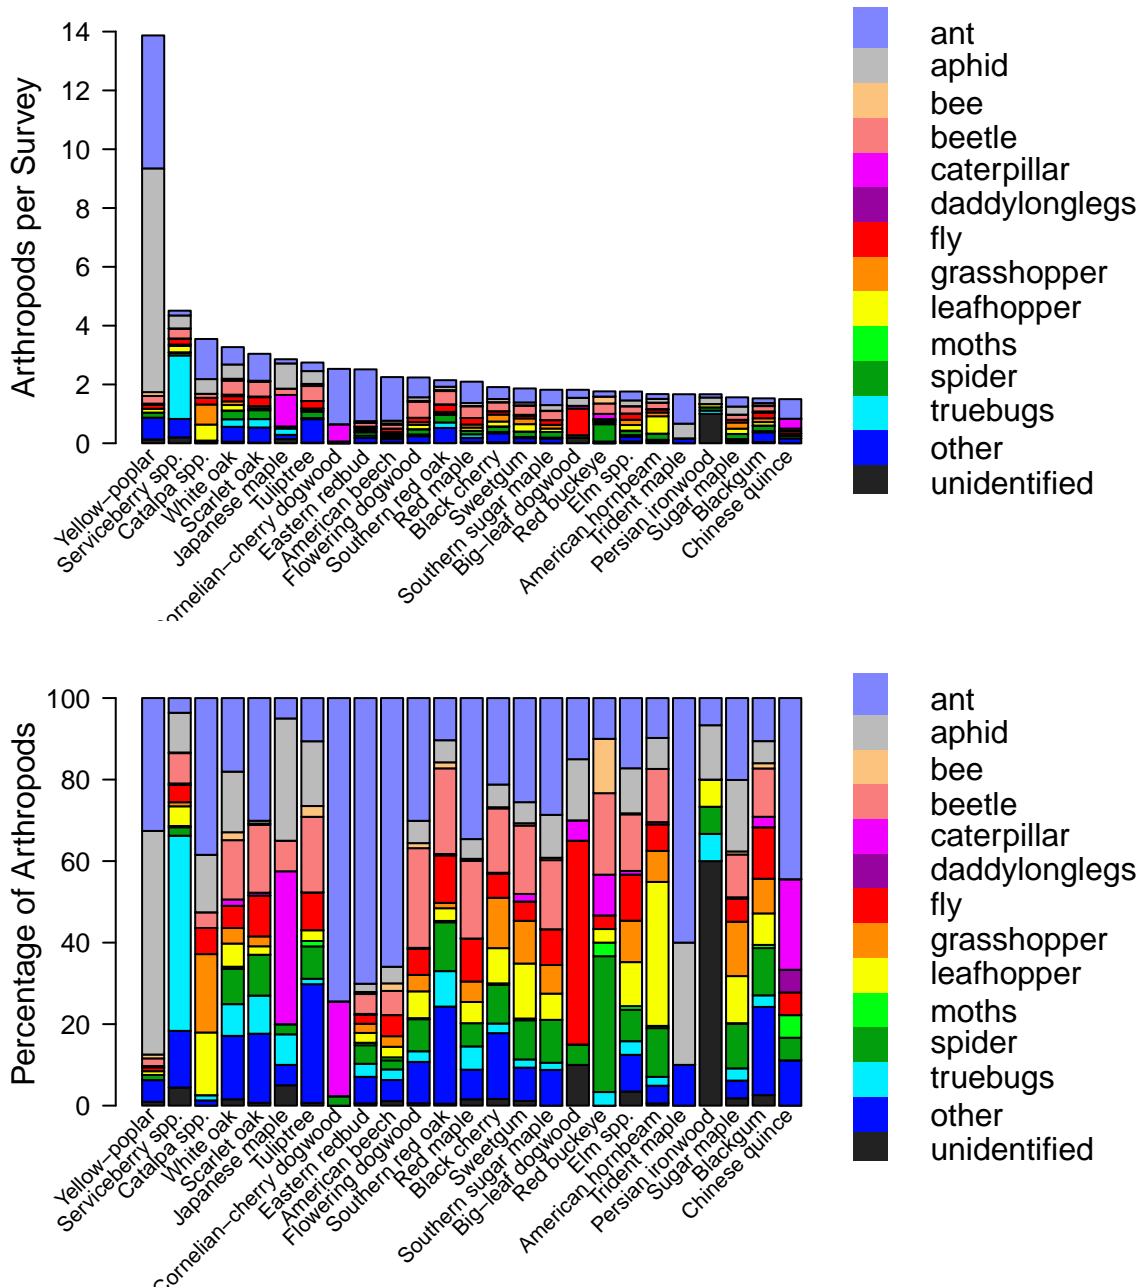 Arthropods per Survey
14
12
10
8
6
4
2
0
Yellow−poplar
Serviceberry spp.
Catalpa spp.
White oak
Scarlet oak
Japanese maple
Tuliptree
Cornelian−cherry dogwood
Eastern redbud
American beech
Flowering dogwood
Southern red oak
Red maple
Black cherry
Sweetgum
Southern sugar maple
Big−leaf dogwood
Red buckeye
Elm spp.
American hornbeam
Trident maple
Persian ironwood
Sugar maple
Blackgum
Chinese quince
ant
aphid
bee
beetle
caterpillar
daddylonglegs
fly
grasshopper
leafhopper
moths
spider
truebugs
other
unidentified
Percentage of Arthropods
100
80
60
40
20
0
Yellow−poplar
Serviceberry spp.
Catalpa spp.
White oak
Scarlet oak
Japanese maple
Tuliptree
Cornelian−cherry dogwood
Eastern redbud
American beech
Flowering dogwood
Southern red oak
Red maple
Black cherry
Sweetgum
Southern sugar maple
Big−leaf dogwood
Red buckeye
Elm spp.
American hornbeam
Trident maple
Persian ironwood
Sugar maple
Blackgum
Chinese quince
ant
aphid
bee
beetle
caterpillar
daddylonglegs
fly
grasshopper
leafhopper
moths
spider
truebugs
other
unidentified